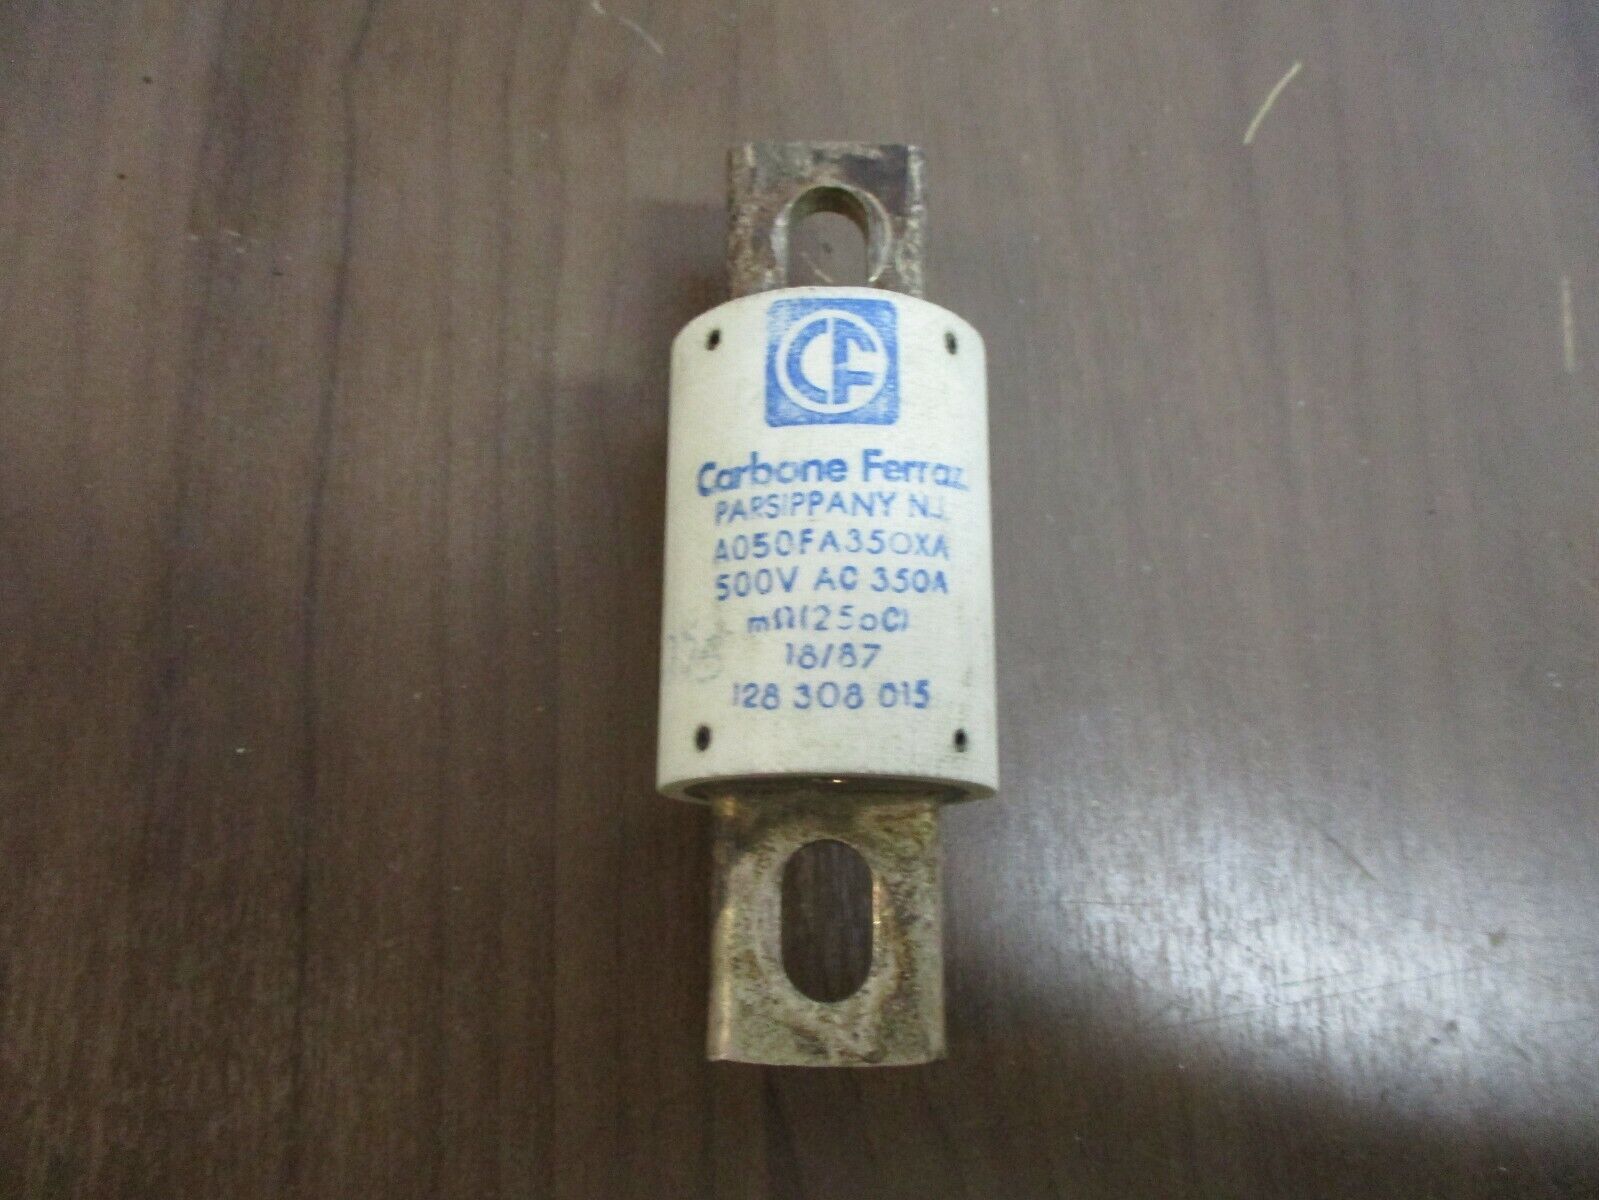 CF
Carbone Ferraz
PARSIPPANY N.J.
A050FA350XA
500V AC 350A
mΩ(25oC)
18/87
128 308 015